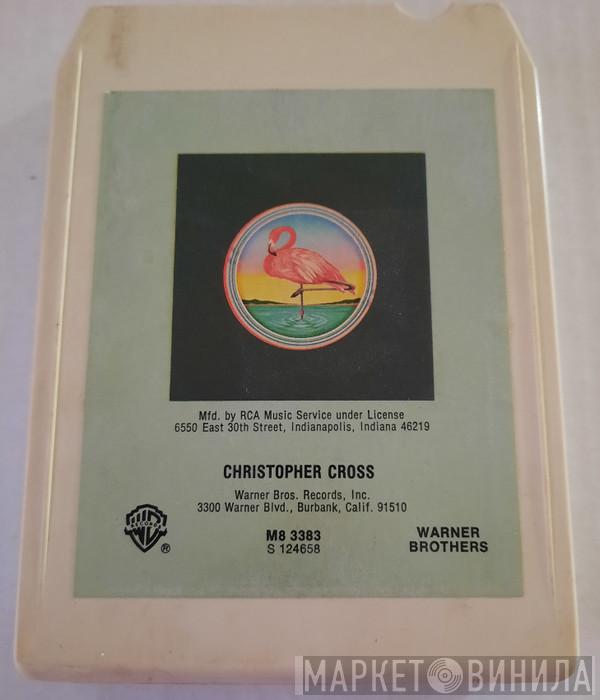 Mfd. by RCA Music Service under License
6550 East 30th Street, Indianapolis, Indiana 46219
CHRISTOPHER CROSS
Warner Bros. Records, Inc.
3300 Warner Blvd., Burbank, Calif. 91510
RECORDS
®
M8 3383
S 124658
WARNER
BROTHERS
МАРКЕТ ВИНИЛА